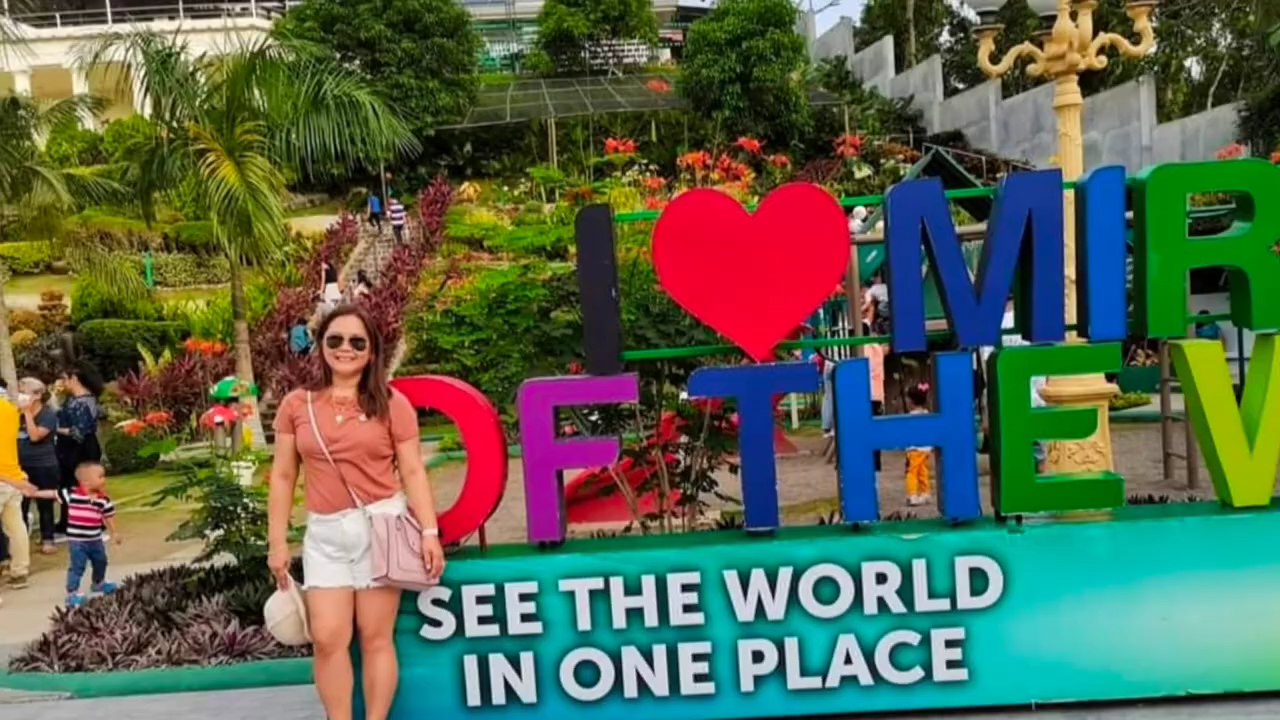 I ❤ MIR
OF THE V
SEE THE WORLD
IN ONE PLACE